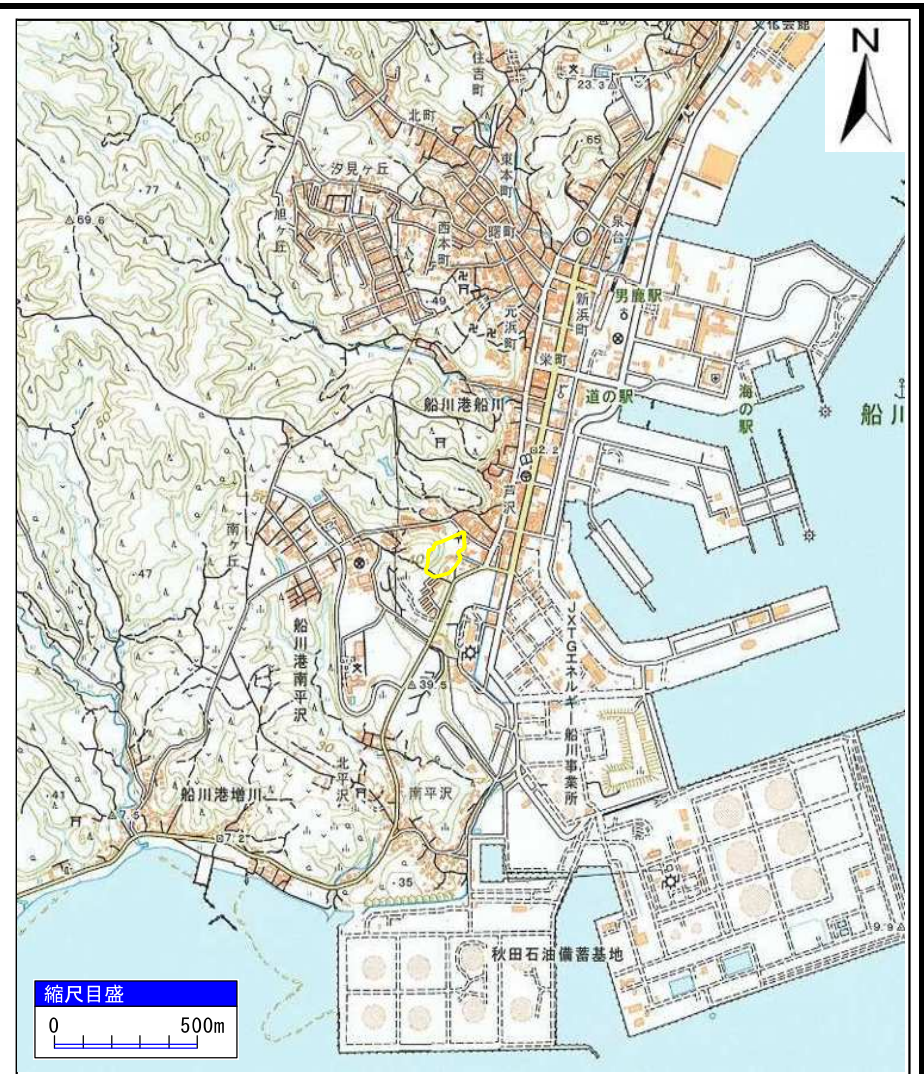 文化会館
N
住吉町
23.3
50
北町
65
東本町
汐見ヶ丘
50
77
旭ヶ丘
69.6
西本町
曙町
泉台
49
男鹿駅
新浜町
元浜町
栄町
道の駅
海の駅
船川
船川港船川
50
2.2
芦沢
50
南ヶ丘
47
船川港南平沢
39.5
JXTGエネルギー船川事業所
30
北平沢
41
船川港増川
南平沢
7.5
7.2
35
9.9
秋田石油備蓄基地
縮尺目盛
0 500m